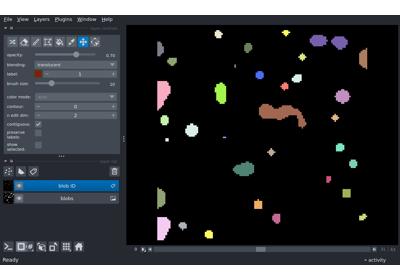 File View Layers Plugins Window Help
opacity: 0.70
blending: translucent
label: 1
brush size: 10
color mode:
contour: 0
n edit dim: 2
contiguous:
preserve labels:
show selected:
blob ID
blobs
Ready
activity